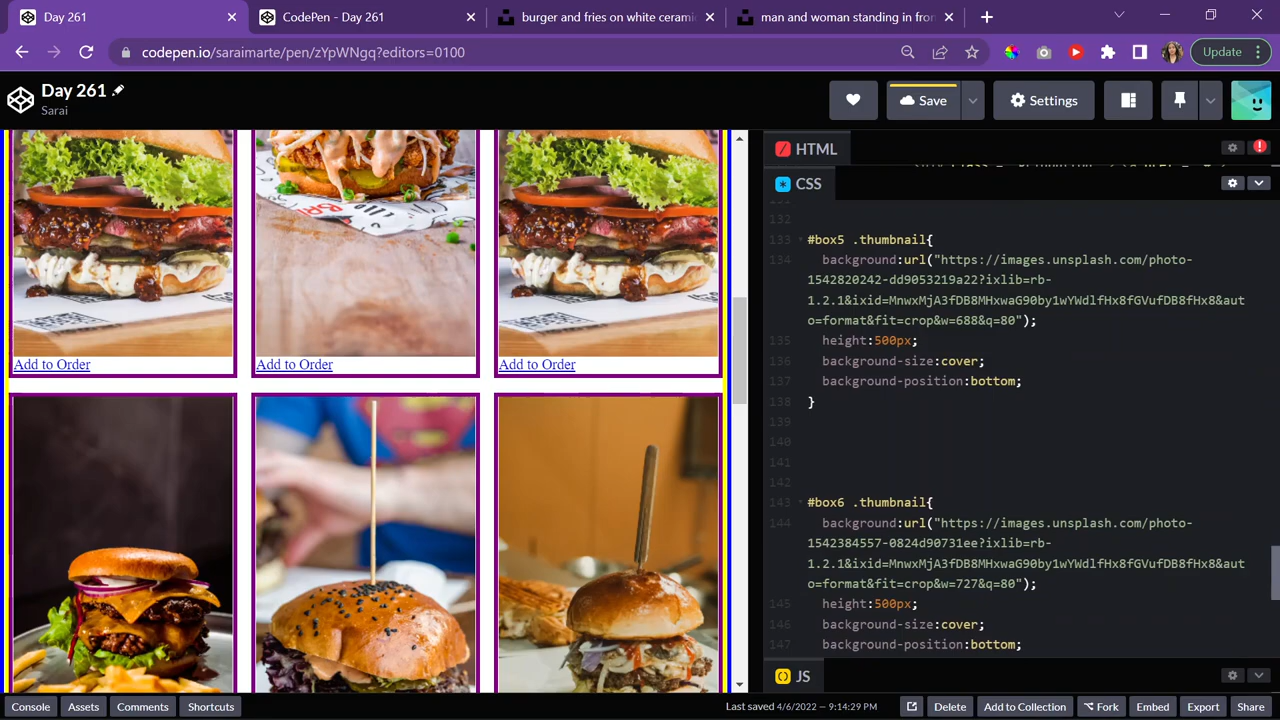 Day 261
CodePen - Day 261
burger and fries on white cerami
man and woman standing in fron
codepen.io/saraimarte/pen/zYpWNgq?editors=0100
Update
Day 261
Sarai
Save
Settings
Add to Order
Add to Order
Add to Order
HTML
CSS
132
133 #box5 .thumbnail{
134 background:url("https://images.unsplash.com/photo-
1542820242-dd9053219a22?ixlib=rb-
1.2.1&ixid=MnwxMjA3fDB8MHxwaG90by1wYWdlfHx8fGVufDB8fHx8&aut
o=format&fit=crop&w=688&q=80");
135 height:500px;
136 background-size:cover;
137 background-position:bottom;
138 }
139
140
141
142
143 #box6 .thumbnail{
144 background:url("https://images.unsplash.com/photo-
1542384557-0824d90731ee?ixlib=rb-
1.2.1&ixid=MnwxMjA3fDB8MHxwaG90by1wYWdlfHx8fGVufDB8fHx8&aut
o=format&fit=crop&w=727&q=80");
145 height:500px;
146 background-size:cover;
147 background-position:bottom;
JS
Console
Assets
Comments
Shortcuts
Last saved 4/6/2022 — 9:14:29 PM
Delete
Add to Collection
Fork
Embed
Export
Share